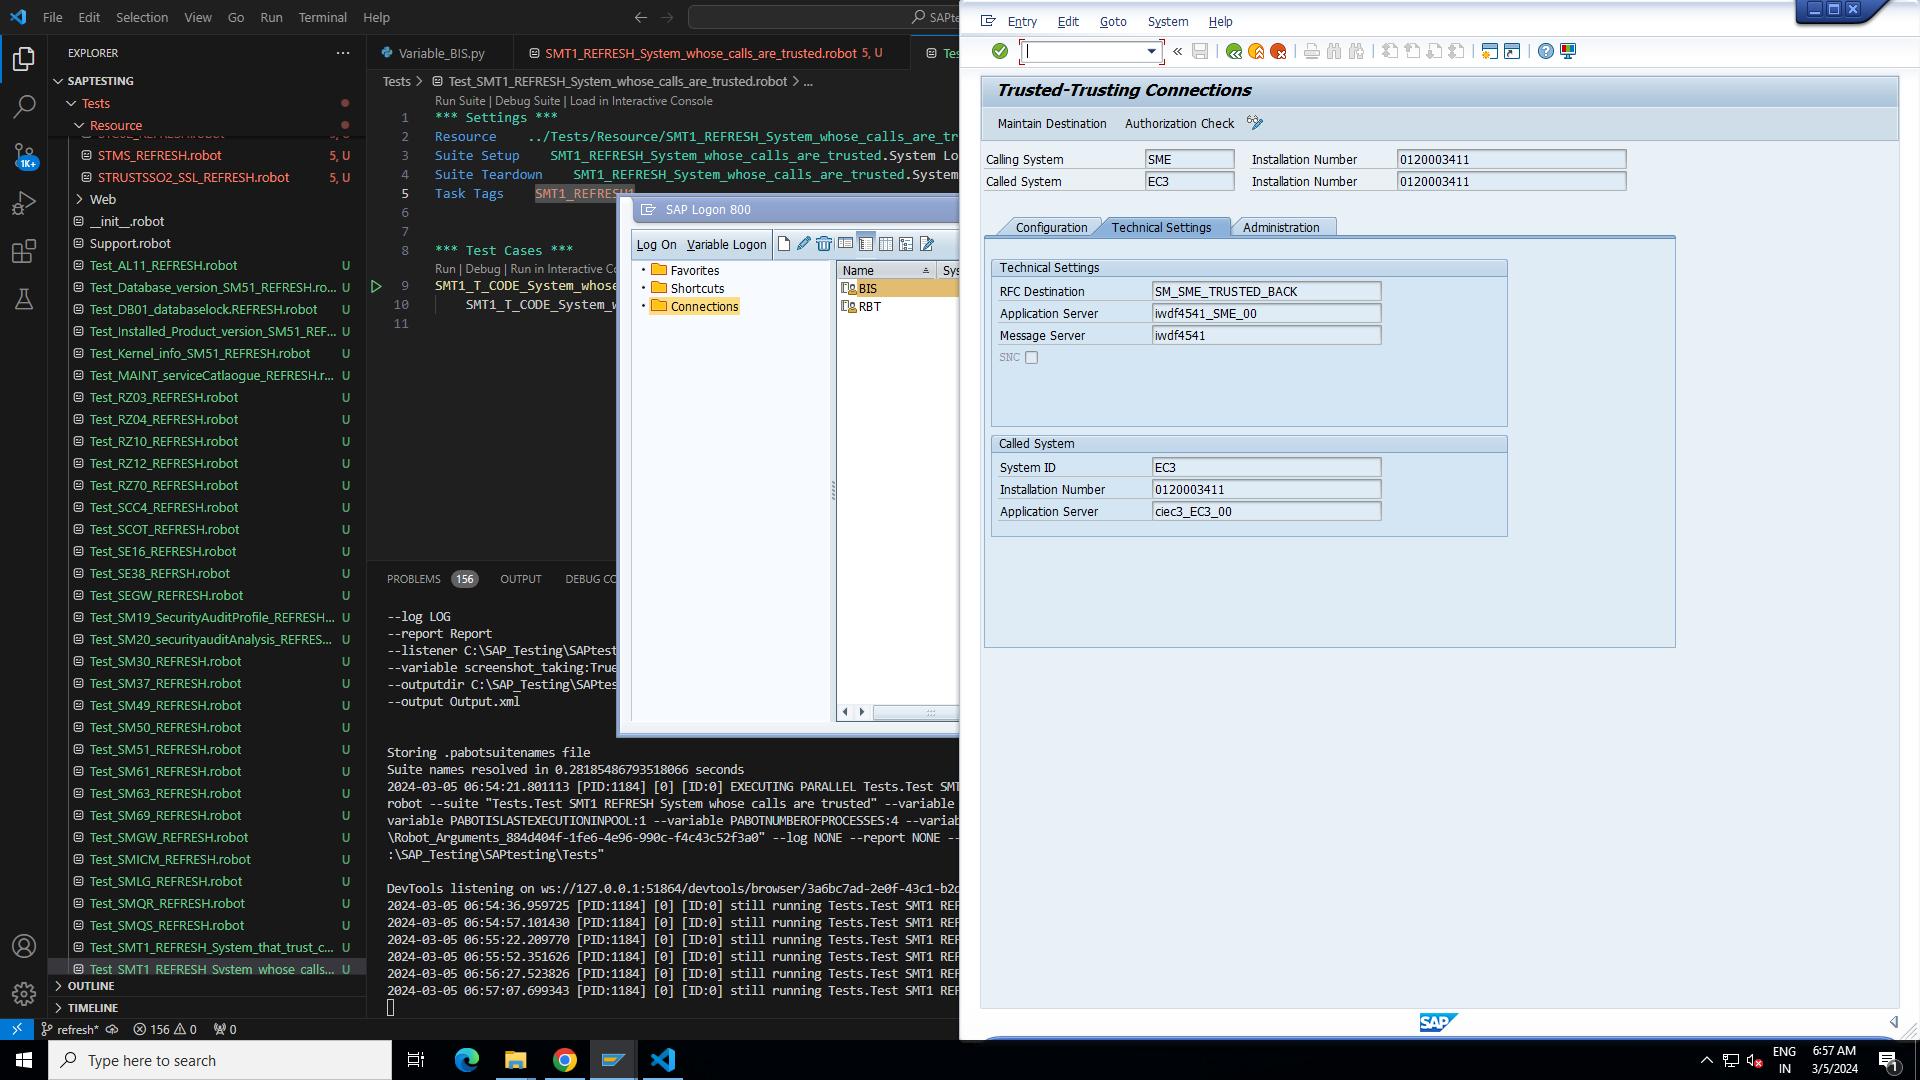 File Edit Selection View Go Run Terminal Help
EXPLORER
SAPTESTING
Tests
Resource
STMS_REFRESH.robot 5, U
STRUSTSSO2_SSL_REFRESH.robot 5, U
Web
__init__.robot
Support.robot
Test_AL11_REFRESH.robot U
Test_Database_version_SM51_REFRESH.ro... U
Test_DB01_databaselock.REFRESH.robot U
Test_Installed_Product_version_SM51_REF... U
Test_Kernel_info_SM51_REFRESH.robot U
Test_MAINT_serviceCatlaogue_REFRESH.r... U
Test_RZ03_REFRESH.robot U
Test_RZ04_REFRESH.robot U
Test_RZ10_REFRESH.robot U
Test_RZ12_REFRESH.robot U
Test_RZ70_REFRESH.robot U
Test_SCC4_REFRESH.robot U
Test_SCOT_REFRESH.robot U
Test_SE16_REFRESH.robot U
Test_SE38_REFRSH.robot U
Test_SEGW_REFRESH.robot U
Test_SM19_SecurityAuditProfile_REFRESH... U
Test_SM20_securityauditAnalysis_REFRES... U
Test_SM30_REFRESH.robot U
Test_SM37_REFRESH.robot U
Test_SM49_REFRESH.robot U
Test_SM50_REFRESH.robot U
Test_SM51_REFRESH.robot U
Test_SM61_REFRESH.robot U
Test_SM63_REFRESH.robot U
Test_SM69_REFRESH.robot U
Test_SMGW_REFRESH.robot U
Test_SMICM_REFRESH.robot U
Test_SMLG_REFRESH.robot U
Test_SMQR_REFRESH.robot U
Test_SMQS_REFRESH.robot U
Test_SMT1_REFRESH_System_that_trust_c... U
Test_SMT1_REFRESH_System_whose_calls... U
OUTLINE
TIMELINE
1K+
refresh* 156 0 0
SAPte
Variable_BIS.py SMT1_REFRESH_System_whose_calls_are_trusted.robot 5, U Te
Tests > Test_SMT1_REFRESH_System_whose_calls_are_trusted.robot > ...
Run Suite | Debug Suite | Load in Interactive Console
1 *** Settings ***
2 Resource ../Tests/Resource/SMT1_REFRESH_System_whose_calls_are_tr
3 Suite Setup SMT1_REFRESH_System_whose_calls_are_trusted.System Lo
4 Suite Teardown SMT1_REFRESH_System_whose_calls_are_trusted.System
5 Task Tags SMT1_REFRESH1
6
7
8 *** Test Cases ***
Run | Debug | Run in Interactive Co
9 SMT1_T_CODE_System_whose
10 SMT1_T_CODE_System_w
11
PROBLEMS 156 OUTPUT DEBUG CO
--log LOG
--report Report
--listener C:\SAP_Testing\SAPtest
--variable screenshot_taking:True
--outputdir C:\SAP_Testing\SAPtes
--output Output.xml
Storing .pabotsuitenames file
Suite names resolved in 0.28185486793518066 seconds
2024-03-05 06:54:21.801113 [PID:1184] [0] [ID:0] EXECUTING PARALLEL Tests.Test SMT
robot --suite "Tests.Test SMT1 REFRESH System whose calls are trusted" --variable
variable PABOTISLASTEXECUTIONINPOOL:1 --variable PABOTNUMBEROFPROCESSES:4 --variab
\Robot_Arguments_884d404f-1fe6-4e96-990c-f4c43c52f3a0" --log NONE --report NONE --
:\SAP_Testing\SAPtesting\Tests"
DevTools listening on ws://127.0.0.1:51864/devtools/browser/3a6bc7ad-2e0f-43c1-b2d
2024-03-05 06:54:36.959725 [PID:1184] [0] [ID:0] still running Tests.Test SMT1 REF
2024-03-05 06:54:57.101430 [PID:1184] [0] [ID:0] still running Tests.Test SMT1 REF
2024-03-05 06:55:22.209770 [PID:1184] [0] [ID:0] still running Tests.Test SMT1 REF
2024-03-05 06:55:52.351626 [PID:1184] [0] [ID:0] still running Tests.Test SMT1 REF
2024-03-05 06:56:27.523826 [PID:1184] [0] [ID:0] still running Tests.Test SMT1 REF
2024-03-05 06:57:07.699343 [PID:1184] [0] [ID:0] still running Tests.Test SMT1 REF
SAP Logon 800
Log On Variable Logon
Favorites
Shortcuts
Connections
Name Sys
BIS
RBT
Entry Edit Goto System Help
Trusted-Trusting Connections
Maintain Destination Authorization Check
Calling System SME Installation Number 0120003411
Called System EC3 Installation Number 0120003411
Configuration Technical Settings Administration
Technical Settings
RFC Destination SM_SME_TRUSTED_BACK
Application Server iwdf4541_SME_00
Message Server iwdf4541
SNC
Called System
System ID EC3
Installation Number 0120003411
Application Server ciec3_EC3_00
SAP
Type here to search
ENG
IN
6:57 AM
3/5/2024
1